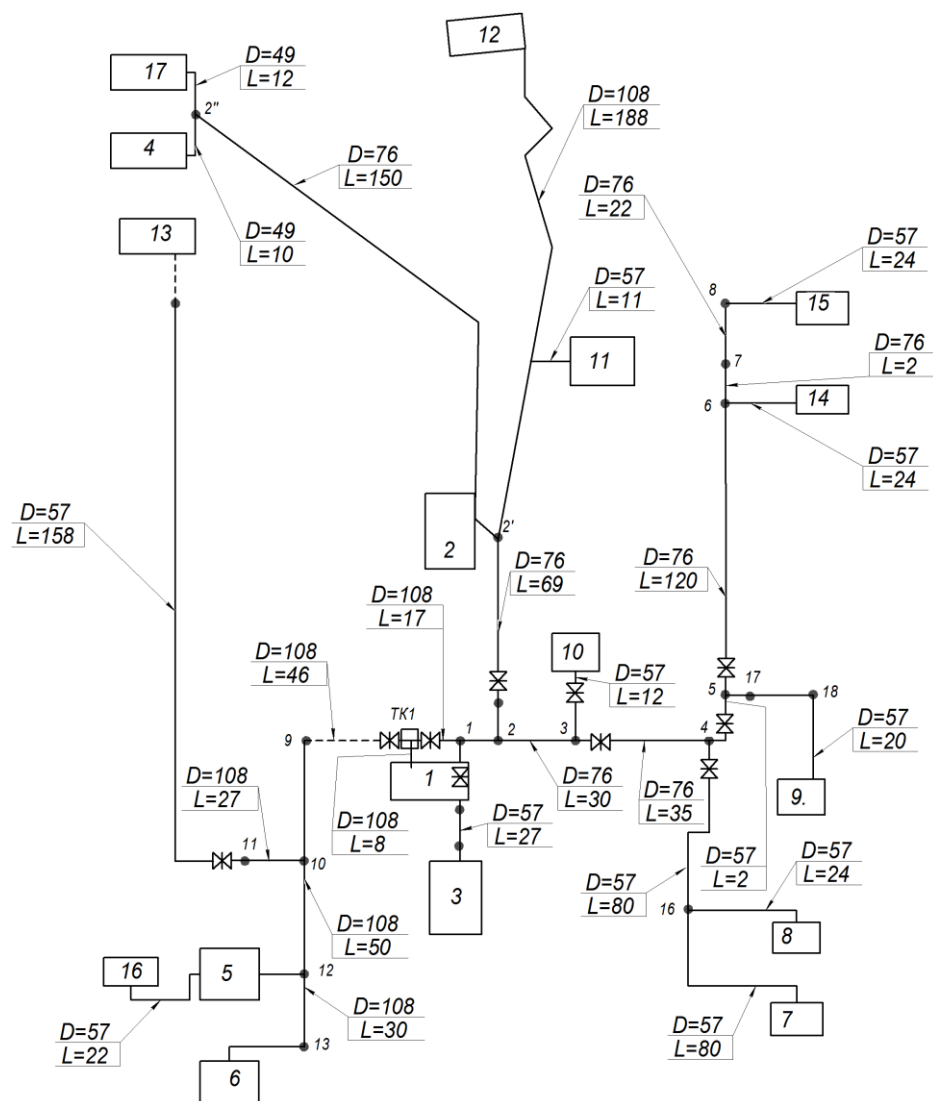 12
17
D=49
L=12
2"
4
D=76
L=150
D=108
L=188
13
D=49
L=10
D=76
L=22
D=57
L=24
8
15
D=57
L=11
11
7
D=76
L=2
6
14
D=57
L=24
D=57
L=158
2
2'
D=76
L=69
D=76
L=120
D=108
L=17
D=108
L=46
10
D=57
L=12
5
17
18
ТК1
9
1
2
3
4
D=57
L=20
1
D=76
L=30
D=76
L=35
9.
D=108
L=27
D=108
L=8
D=57
L=27
D=57
L=2
11
10
3
D=57
L=80
D=57
L=24
16
8
D=108
L=50
16
5
12
D=57
L=22
D=108
L=30
13
6
D=57
L=80
7